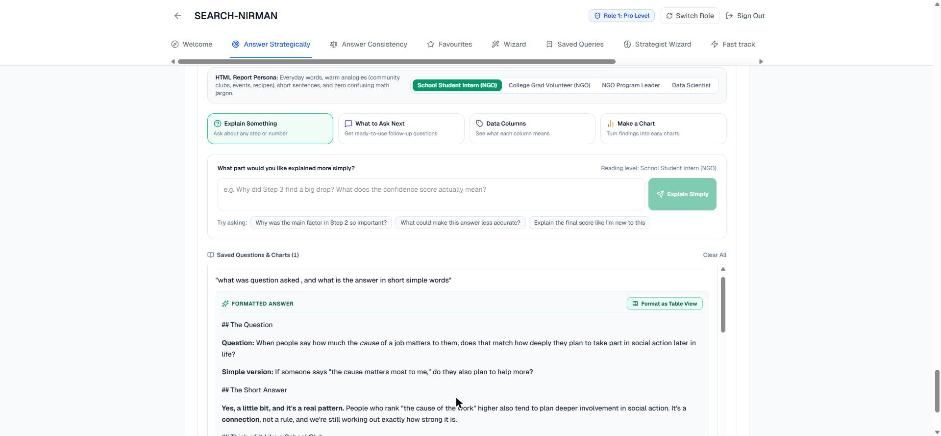 SEARCH-NIRMAN
Role 1: Pro Level
Switch Role
Sign Out
Welcome
Answer Strategically
Answer Consistency
Favourites
Wizard
Saved Queries
Strategist Wizard
Fast track
HTML Report Persona: Everyday words, warm analogies (community
clubs, events, recipes), short sentences, and zero confusing math
jargon.
School Student Intern (NGO)
College Grad Volunteer (NGO)
NGO Program Leader
Data Scientist
Explain Something
Ask about any step or number
What to Ask Next
Get ready-to-use follow-up questions
Data Columns
See what each column means
Make a Chart
Turn findings into easy charts
What part would you like explained more simply?
Reading level: School Student Intern (NGO)
e.g. Why did Step 3 find a big drop? What does the confidence score actually mean?
Explain Simply
Try asking:
Why was the main factor in Step 2 so important?
What could make this answer less accurate?
Explain the final score like I'm new to this
Saved Questions & Charts (1)
Clear All
"what was question asked , and what is the answer in short simple words"
FORMATTED ANSWER
Format as Table View
## The Question
Question: When people say how much the cause of a job matters to them, does that match how deeply they plan to take part in social action later in
life?
Simple version: If someone says "the cause matters most to me," do they also plan to help more?
## The Short Answer
Yes, a little bit, and it's a real pattern. People who rank "the cause of the work" higher also tend to plan deeper involvement in social action. It's a
connection, not a rule, and we're still working out exactly how strong it is.